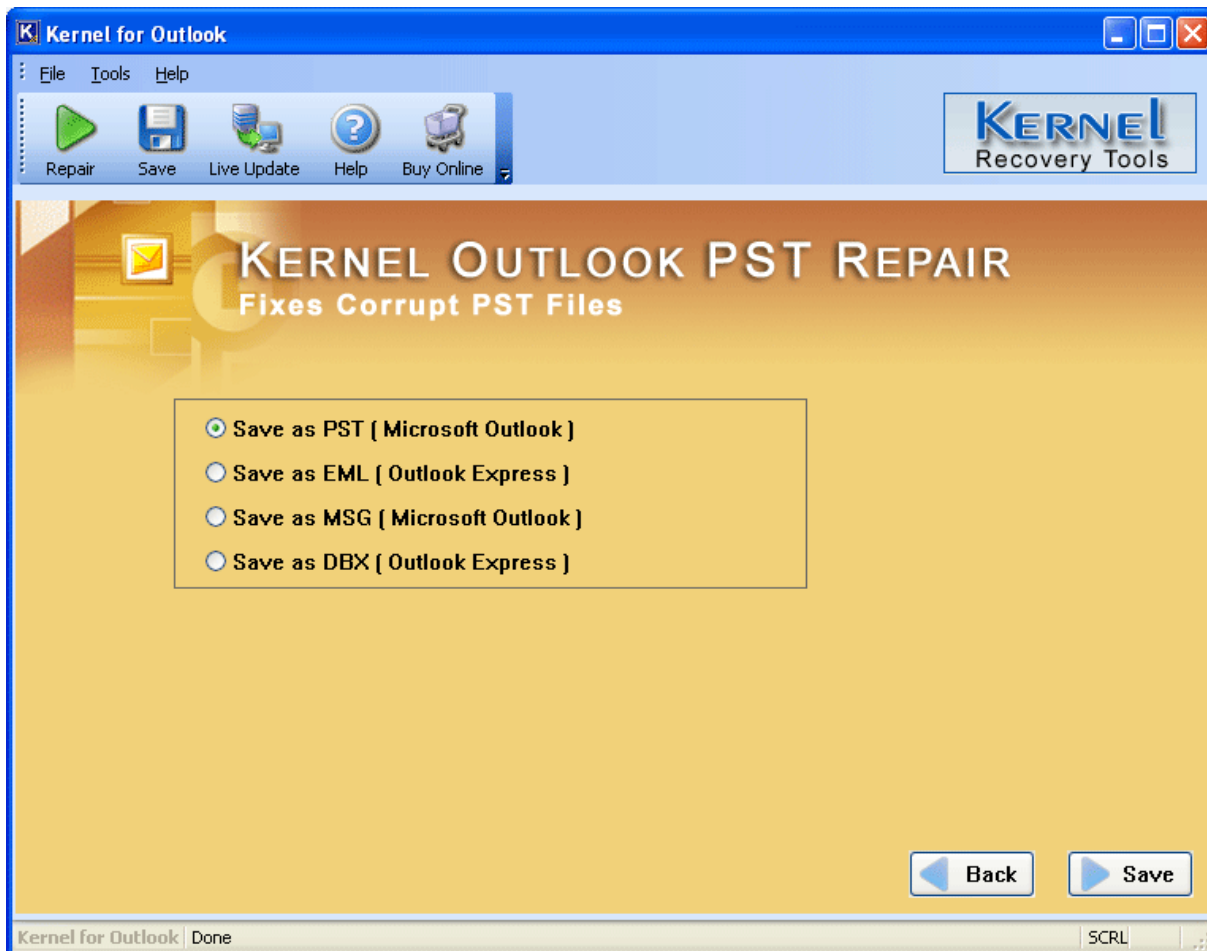 Kernel for Outlook
File Tools Help
Repair Save Live Update Help Buy Online
KERNEL
Recovery Tools
KERNEL OUTLOOK PST REPAIR
Fixes Corrupt PST Files
Save as PST ( Microsoft Outlook )
Save as EML ( Outlook Express )
Save as MSG ( Microsoft Outlook )
Save as DBX ( Outlook Express )
Back Save
Kernel for Outlook Done SCRL